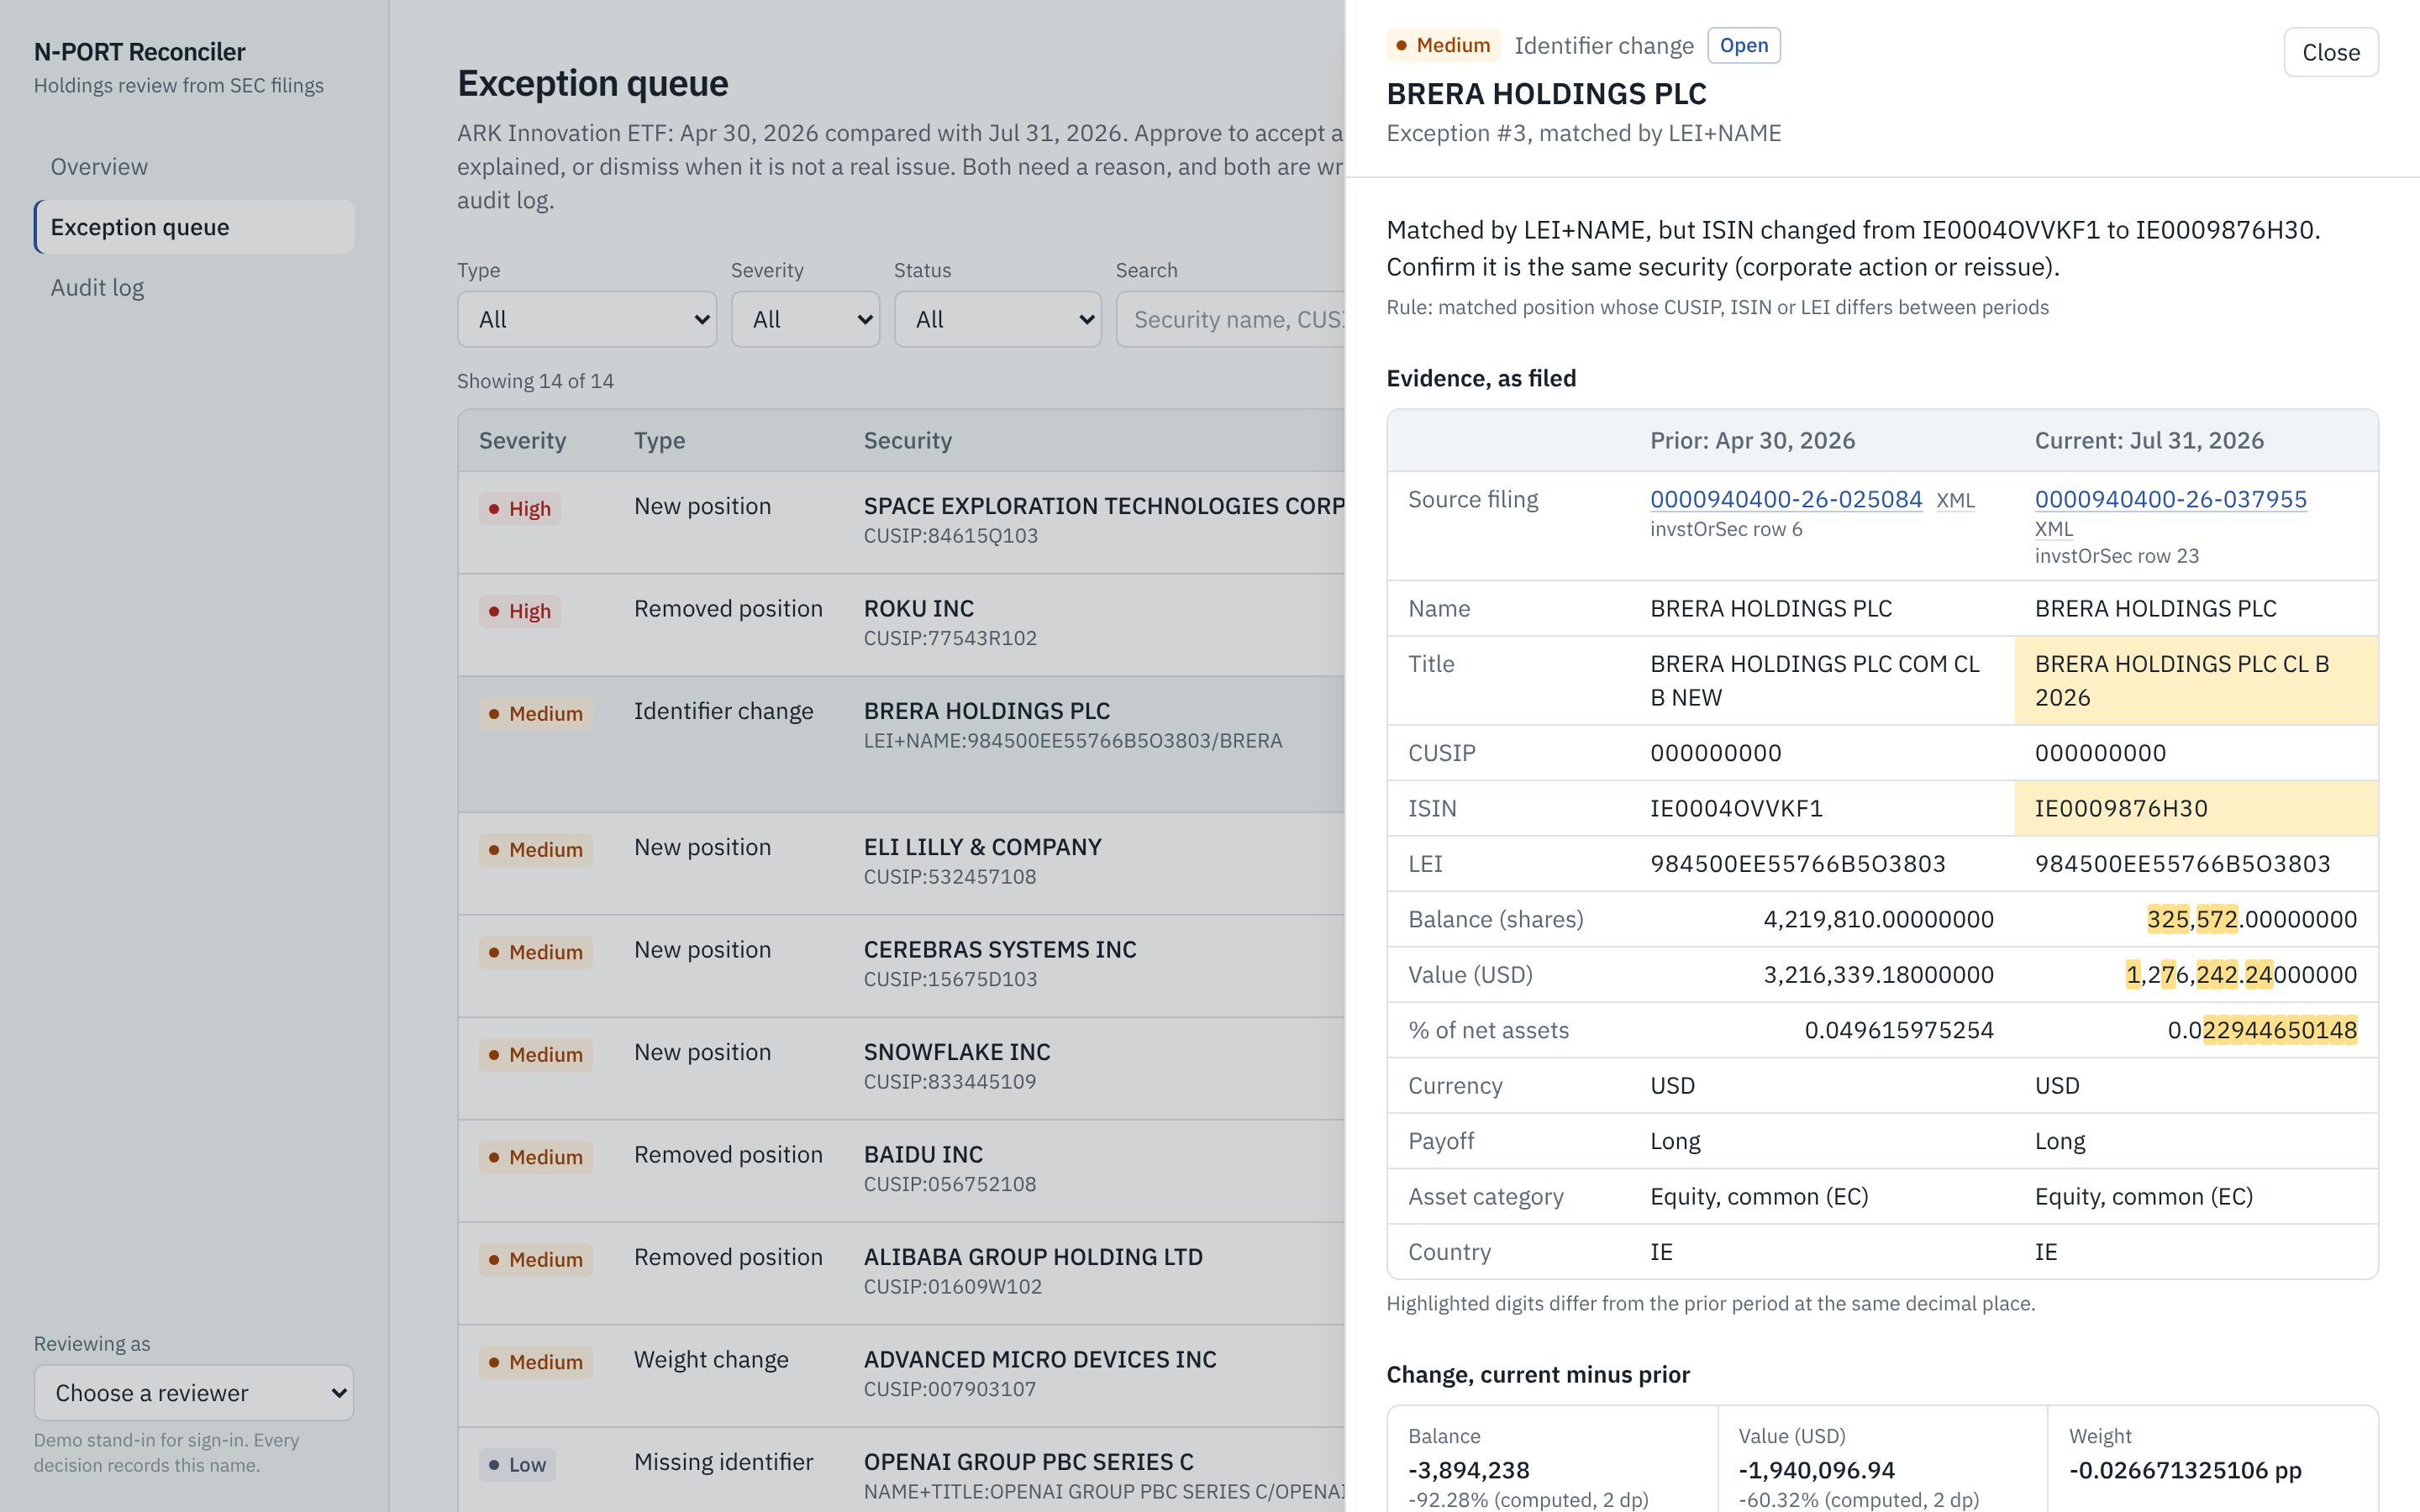 N-PORT Reconciler
Holdings review from SEC filings
Overview
Exception queue
Audit log
Reviewing as
Choose a reviewer
Demo stand-in for sign-in. Every
decision records this name.
Exception queue
ARK Innovation ETF: Apr 30, 2026 compared with Jul 31, 2026. Approve to accept a
explained, or dismiss when it is not a real issue. Both need a reason, and both are wr
audit log.
Type Severity Status Search
All All All Security name, CUSI
Showing 14 of 14
Severity Type Security
High New position SPACE EXPLORATION TECHNOLOGIES CORP
CUSIP:84615Q103
High Removed position ROKU INC
CUSIP:77543R102
Medium Identifier change BRERA HOLDINGS PLC
LEI+NAME:984500EE55766B5O3803/BRERA
Medium New position ELI LILLY & COMPANY
CUSIP:532457108
Medium New position CEREBRAS SYSTEMS INC
CUSIP:15675D103
Medium New position SNOWFLAKE INC
CUSIP:833445109
Medium Removed position BAIDU INC
CUSIP:056752108
Medium Removed position ALIBABA GROUP HOLDING LTD
CUSIP:01609W102
Medium Weight change ADVANCED MICRO DEVICES INC
CUSIP:007903107
Low Missing identifier OPENAI GROUP PBC SERIES C
NAME+TITLE:OPENAI GROUP PBC SERIES C/OPENAI
Medium Identifier change Open
Close
BRERA HOLDINGS PLC
Exception #3, matched by LEI+NAME
Matched by LEI+NAME, but ISIN changed from IE0004OVVKF1 to IE0009876H30.
Confirm it is the same security (corporate action or reissue).
Rule: matched position whose CUSIP, ISIN or LEI differs between periods
Evidence, as filed
Prior: Apr 30, 2026 Current: Jul 31, 2026
Source filing 0000940400-26-025084 XML 0000940400-26-037955
XML
invstOrSec row 6 invstOrSec row 23
Name BRERA HOLDINGS PLC BRERA HOLDINGS PLC
Title BRERA HOLDINGS PLC COM CL BRERA HOLDINGS PLC CL B
B NEW 2026
CUSIP 000000000 000000000
ISIN IE0004OVVKF1 IE0009876H30
LEI 984500EE55766B5O3803 984500EE55766B5O3803
Balance (shares) 4,219,810.00000000 325,572.00000000
Value (USD) 3,216,339.18000000 1,276,242.24000000
% of net assets 0.049615975254 0.022944650148
Currency USD USD
Payoff Long Long
Asset category Equity, common (EC) Equity, common (EC)
Country IE IE
Highlighted digits differ from the prior period at the same decimal place.
Change, current minus prior
Balance Value (USD) Weight
-3,894,238 -1,940,096.94 -0.026671325106 pp
-92.28% (computed, 2 dp) -60.32% (computed, 2 dp)